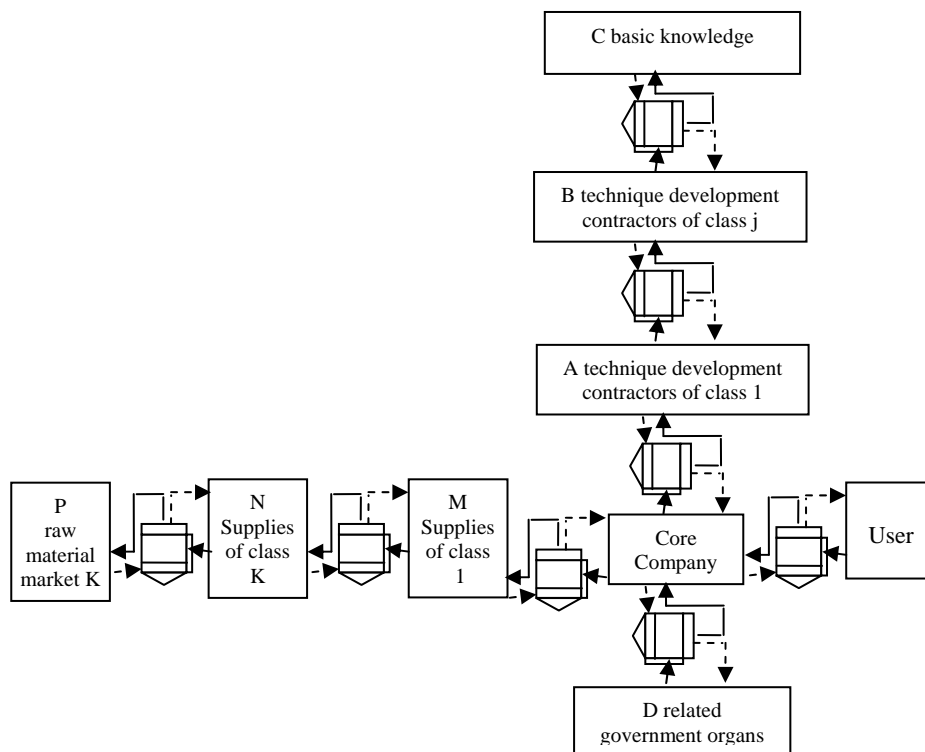 C basic knowledge
B technique development
contractors of class j
A technique development
contractors of class 1
P
raw
material
market K
N
Supplies
of class
K
M
Supplies
of class
1
Core
Company
User
D related
government organs